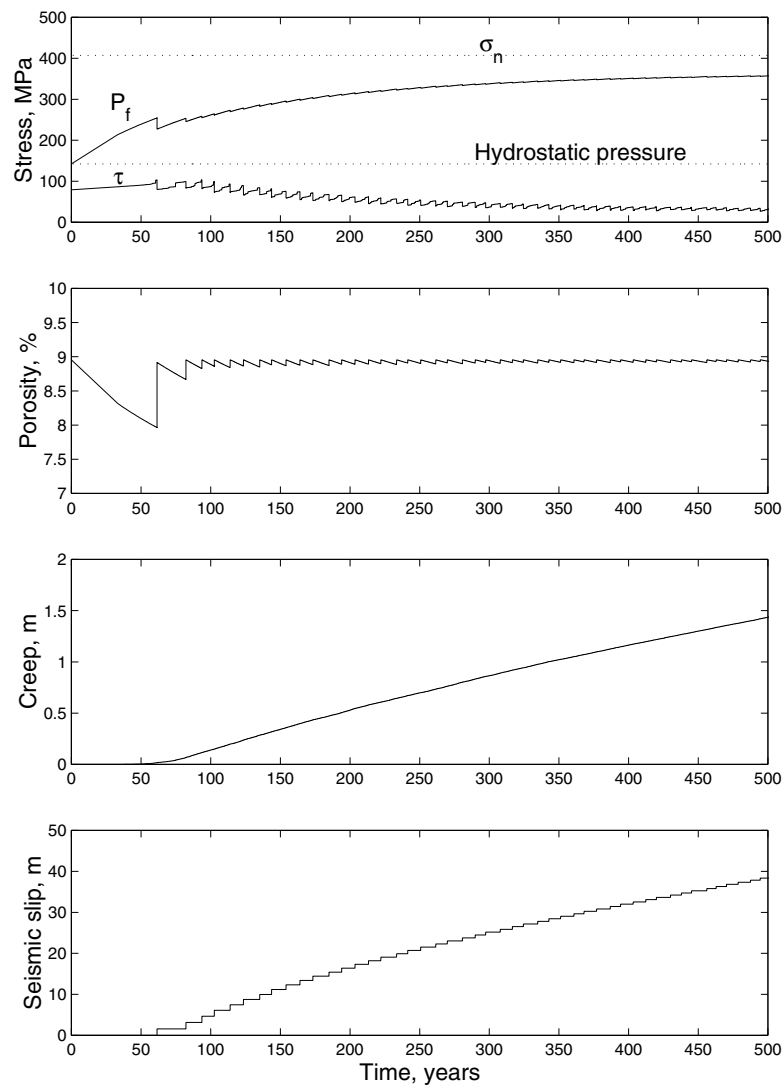 500
400
300
200
100
0
Stress, MPa
σn
Pf
Hydrostatic pressure
τ
0 50 100 150 200 250 300 350 400 450 500
10
9.5
9
8.5
8
7.5
7
Porosity, %
0 50 100 150 200 250 300 350 400 450 500
2
1.5
1
0.5
0
Creep, m
0 50 100 150 200 250 300 350 400 450 500
50
40
30
20
10
0
Seismic slip, m
0 50 100 150 200 250 300 350 400 450 500
Time, years